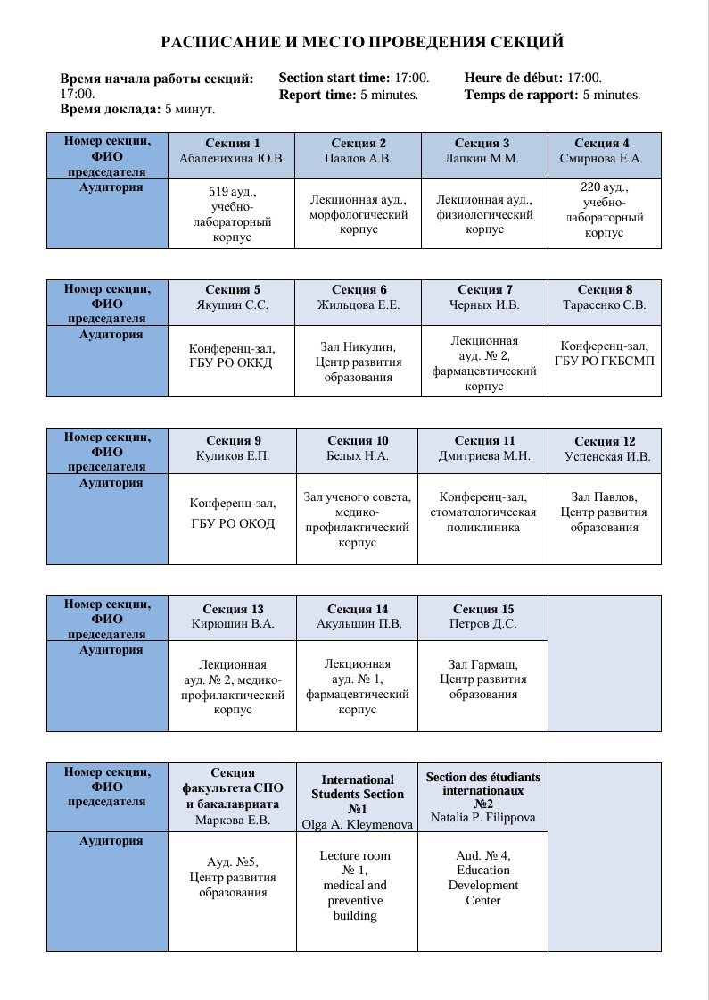 РАСПИСАНИЕ И МЕСТО ПРОВЕДЕНИЯ СЕКЦИЙ
Время начала работы секций:
17:00.
Время доклада: 5 минут.
Section start time: 17:00.
Report time: 5 minutes.
Heure de début: 17:00.
Temps de rapport: 5 minutes.
Номер секции,
ФИО
председателя
Секция 1
Абаленихина Ю.В.
Секция 2
Павлов А.В.
Секция 3
Лапкин М.М.
Секция 4
Смирнова Е.А.
Аудитория
519 ауд.,
учебно-
лабораторный
корпус
Лекционная ауд.,
морфологический
корпус
Лекционная ауд.,
физиологический
корпус
220 ауд.,
учебно-
лабораторный
корпус
Номер секции,
ФИО
председателя
Секция 5
Якушин С.С.
Секция 6
Жильцова Е.Е.
Секция 7
Черных И.В.
Секция 8
Тарасенко С.В.
Аудитория
Конференц-зал,
ГБУ РО ОККД
Зал Никулин,
Центр развития
образования
Лекционная
ауд. № 2,
фармацевтический
корпус
Конференц-зал,
ГБУ РО ГКБСМП
Номер секции,
ФИО
председателя
Секция 9
Куликов Е.П.
Секция 10
Белых Н.А.
Секция 11
Дмитриева М.Н.
Секция 12
Успенская И.В.
Аудитория
Конференц-зал,
ГБУ РО ОКОД
Зал ученого совета,
медико-
профилактический
корпус
Конференц-зал,
стоматологическая
поликлиника
Зал Павлов,
Центр развития
образования
Номер секции,
ФИО
председателя
Секция 13
Кирюшин В.А.
Секция 14
Акульшин П.В.
Секция 15
Петров Д.С.
Аудитория
Лекционная
ауд. № 2, медико-
профилактический
корпус
Лекционная
ауд. № 1,
фармацевтический
корпус
Зал Гармаш,
Центр развития
образования
Номер секции,
ФИО
председателя
Секция
факультета СПО
и бакалавриата
Маркова Е.В.
International
Students Section
№1
Olga A. Kleymenova
Section des étudiants
internationaux
№2
Natalia P. Filippova
Аудитория
Ауд. №5,
Центр развития
образования
Lecture room
№ 1,
medical and
preventive
building
Aud. № 4,
Education
Development
Center